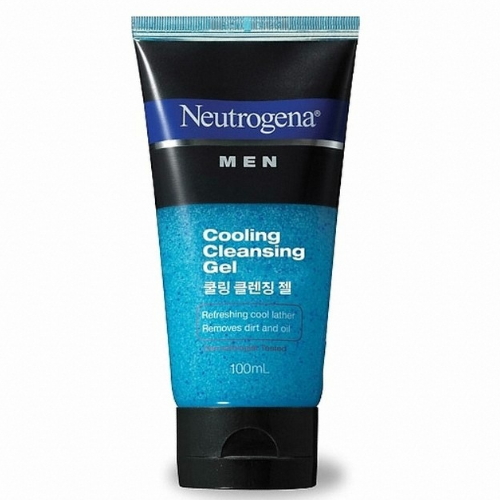 Neutrogena®
MEN
Cooling
Cleansing
Gel
쿨링 클렌징 젤
Refreshing cool lather
Removes dirt and oil
100mL